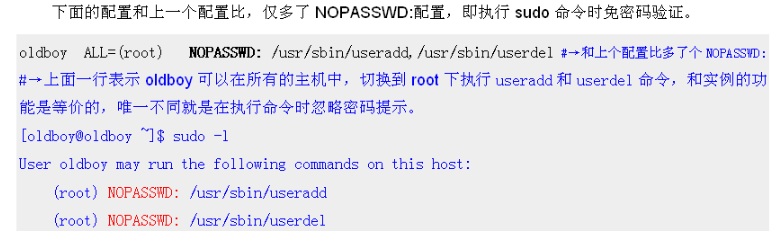 下面的配置和上一个配置比，仅多了 NOPASSWD:配置，即执行 sudo 命令时免密码验证。
oldboy ALL=(root) NOPASSWD: /usr/sbin/useradd,/usr/sbin/userdel #→和上个配置比多了个 NOPASSWD:
#→上面一行表示 oldboy 可以在所有的主机中，切换到 root 下执行 useradd 和 userdel 命令，和实例的功
能是等价的，唯一不同就是在执行命令时忽略密码提示。
[oldboy@oldboy ~]$ sudo -l
User oldboy may run the following commands on this host:
(root) NOPASSWD: /usr/sbin/useradd
(root) NOPASSWD: /usr/sbin/userdel